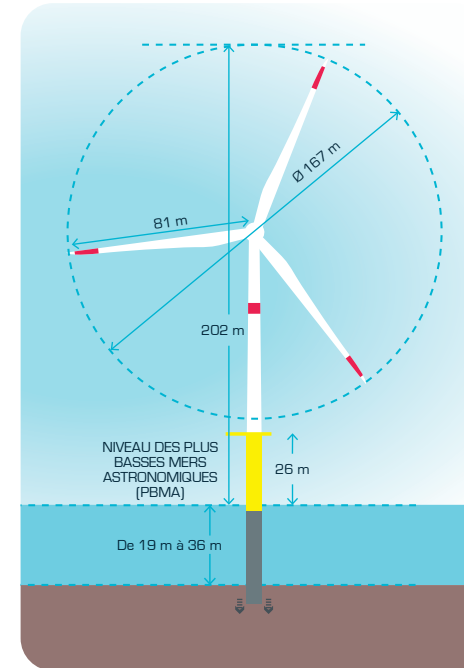 Ø 167 m
81 m
202 m
NIVEAU DES PLUS
BASSES MERS
ASTRONOMIQUES
(PBMA)
26 m
De 19 m à 36 m